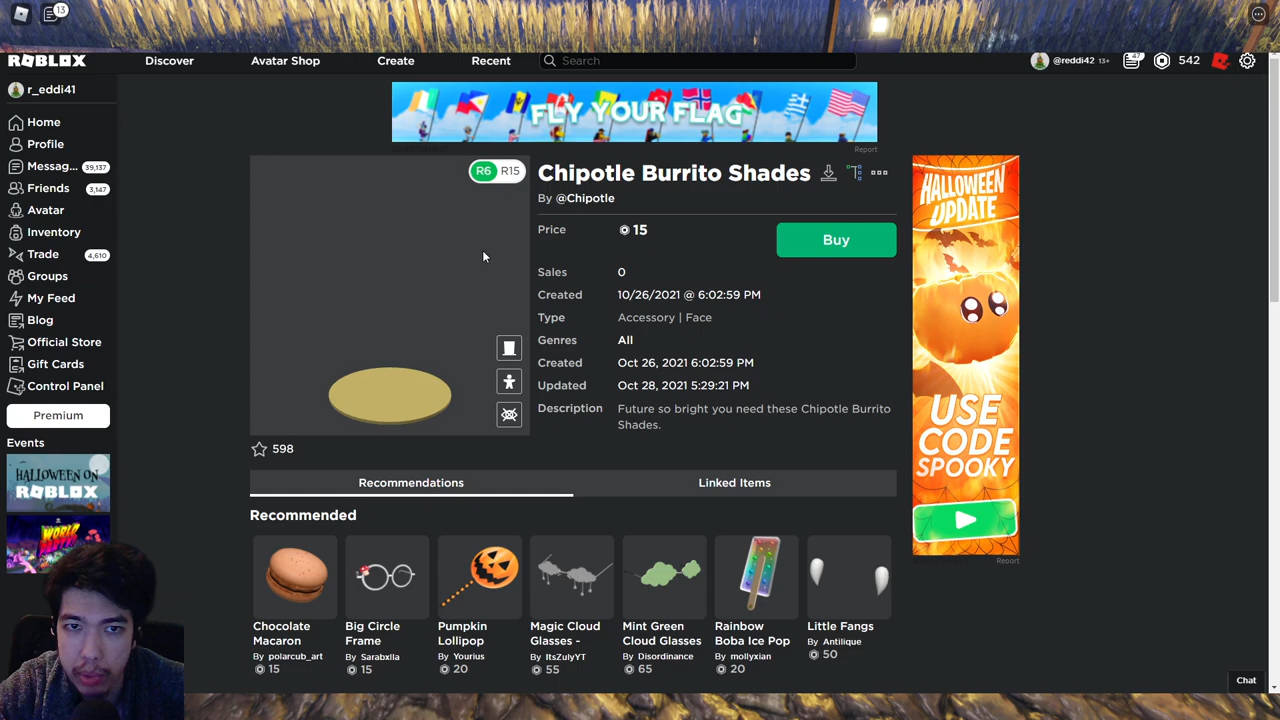 13
ROBLOX
Discover
Avatar Shop
Create
Recent
Search
@reddi42 13+
47
542
r_eddi41
Home
Profile
Messag... 39,137
Friends 3,147
Avatar
Inventory
Trade 4,610
Groups
My Feed
Blog
Official Store
Gift Cards
Control Panel
Premium
Events
HALLOWEEN ON
ROBLOX
FLY YOUR FLAG
Report
R6 R15
Chipotle Burrito Shades
By @Chipotle
Price 15
Buy
Sales 0
Created 10/26/2021 @ 6:02:59 PM
Type Accessory | Face
Genres All
Created Oct 26, 2021 6:02:59 PM
Updated Oct 28, 2021 5:29:21 PM
Description Future so bright you need these Chipotle Burrito
Shades.
598
Recommendations
Linked Items
Recommended
Chocolate
Macaron
By polarcub_art
15
Big Circle
Frame
By Sarabxlla
15
Pumpkin
Lollipop
By Yourius
20
Magic Cloud
Glasses -
By ItsZulyYT
55
Mint Green
Cloud Glasses
By Disordinance
65
Rainbow
Boba Ice Pop
By mollyxian
20
Little Fangs
By Antilique
50
HALLOWEEN
UPDATE
USE
CODE
SPOOKY
Report
Chat